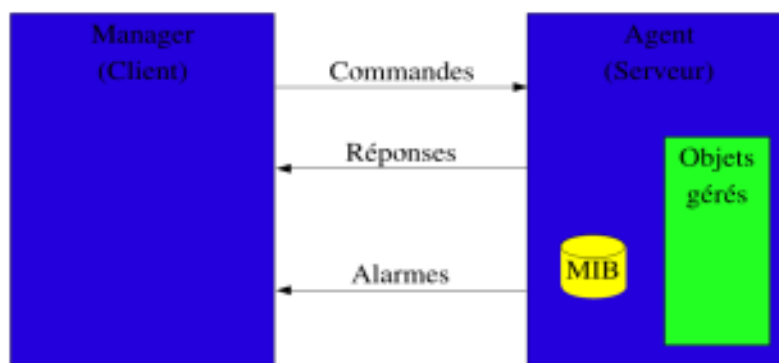 Manager
(Client)
Commandes
Réponses
Alarmes
Agent
(Serveur)
Objets
gérés
MIB